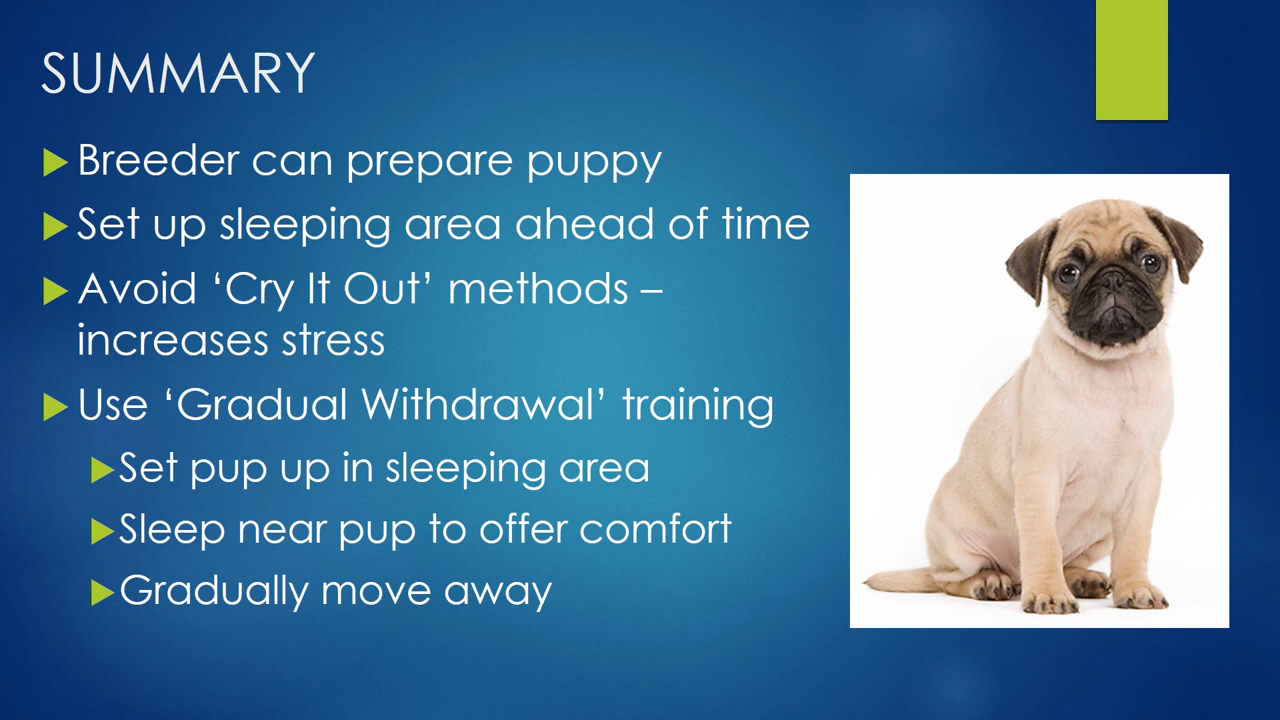 SUMMARY
Breeder can prepare puppy
Set up sleeping area ahead of time
Avoid ‘Cry It Out’ methods –
increases stress
Use ‘Gradual Withdrawal’ training
Set pup up in sleeping area
Sleep near pup to offer comfort
Gradually move away